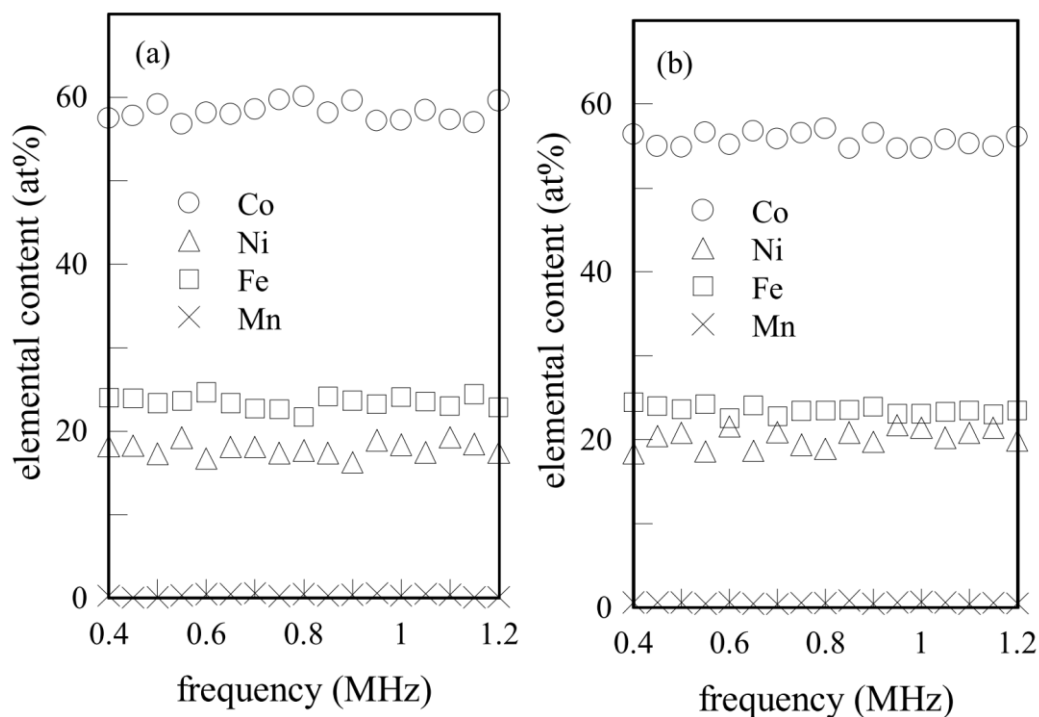 (a)
60
40
20
0
elemental content (at%)
Co
Ni
Fe
Mn
0.4 0.6 0.8 1 1.2
frequency (MHz)
(b)
60
40
20
0
elemental content (at%)
Co
Ni
Fe
Mn
0.4 0.6 0.8 1 1.2
frequency (MHz)